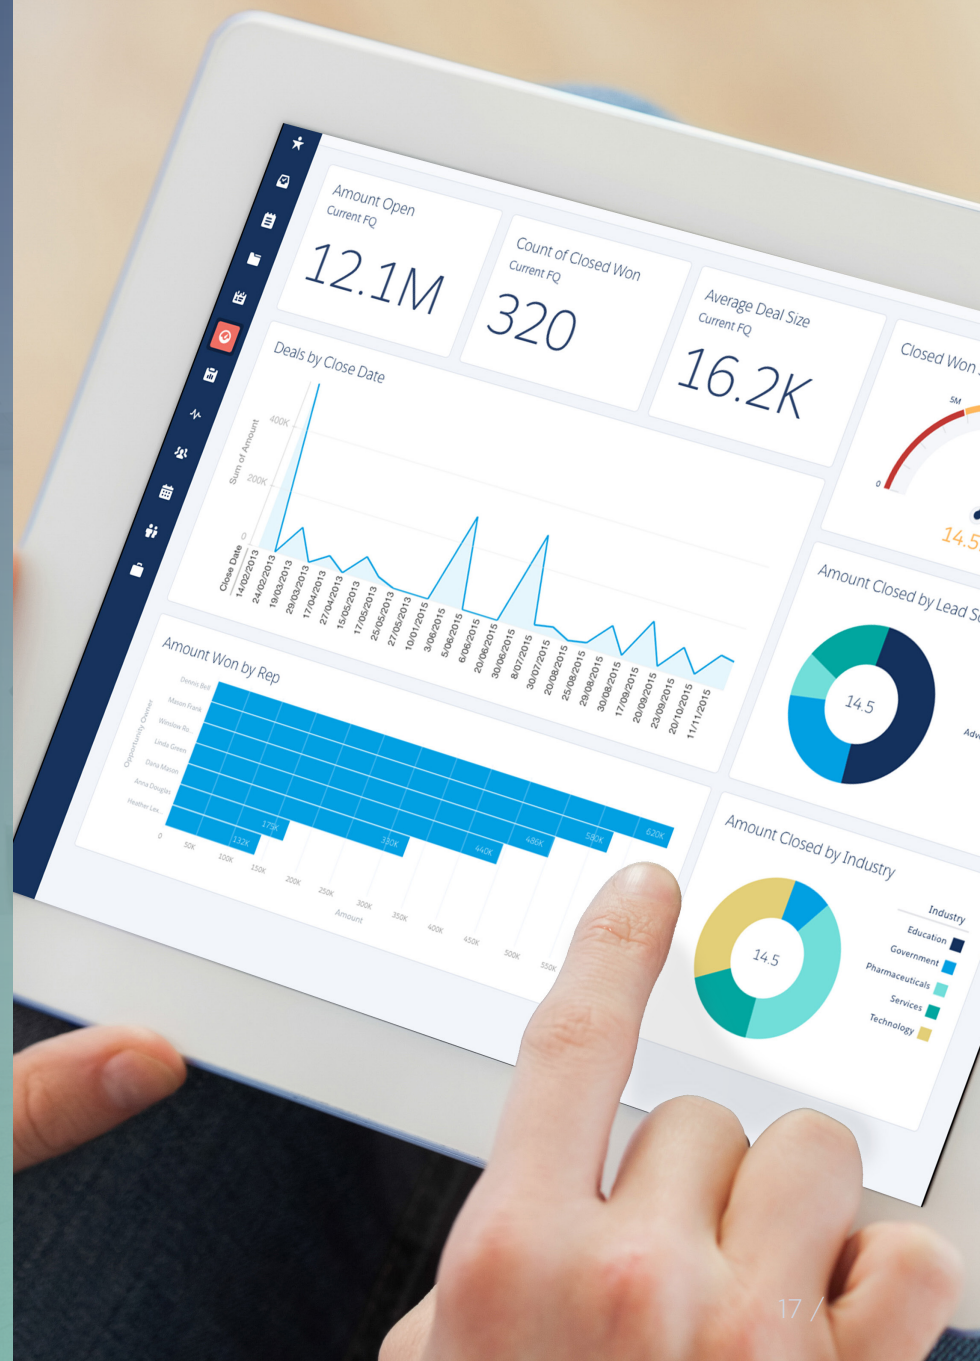 Amount Open
Current FQ
12.1M
Count of Closed Won
Current FQ
320
Average Deal Size
Current FQ
16.2K
Closed Won
5M
0
14.5
Deals by Close Date
Sum of Amount
400K
200K
0
Close Date
14/02/2013
24/02/2013
19/03/2013
29/03/2013
17/04/2013
27/04/2013
15/05/2013
17/05/2013
25/05/2013
27/05/2013
10/01/2015
3/06/2015
5/06/2015
6/06/2015
20/06/2015
30/06/2015
8/07/2015
30/07/2015
20/08/2015
25/08/2015
29/08/2015
30/08/2015
17/09/2015
20/09/2015
23/09/2015
20/10/2015
11/11/2015
Amount Closed by Lead
14.5
Adv
Amount Won by Rep
Opportunity Owner
Dennis Bell
Mason Frank
Winslow Ro...
Linda Green
Dana Mason
Anna Douglas
Heather Lee
620K
580K
486K
440K
330K
175K
132K
0
50K
100K
150K
200K
250K
300K
350K
400K
450K
500K
550K
Amount
Amount Closed by Industry
14.5
Industry
Education
Government
Pharmaceuticals
Services
Technology
17 /